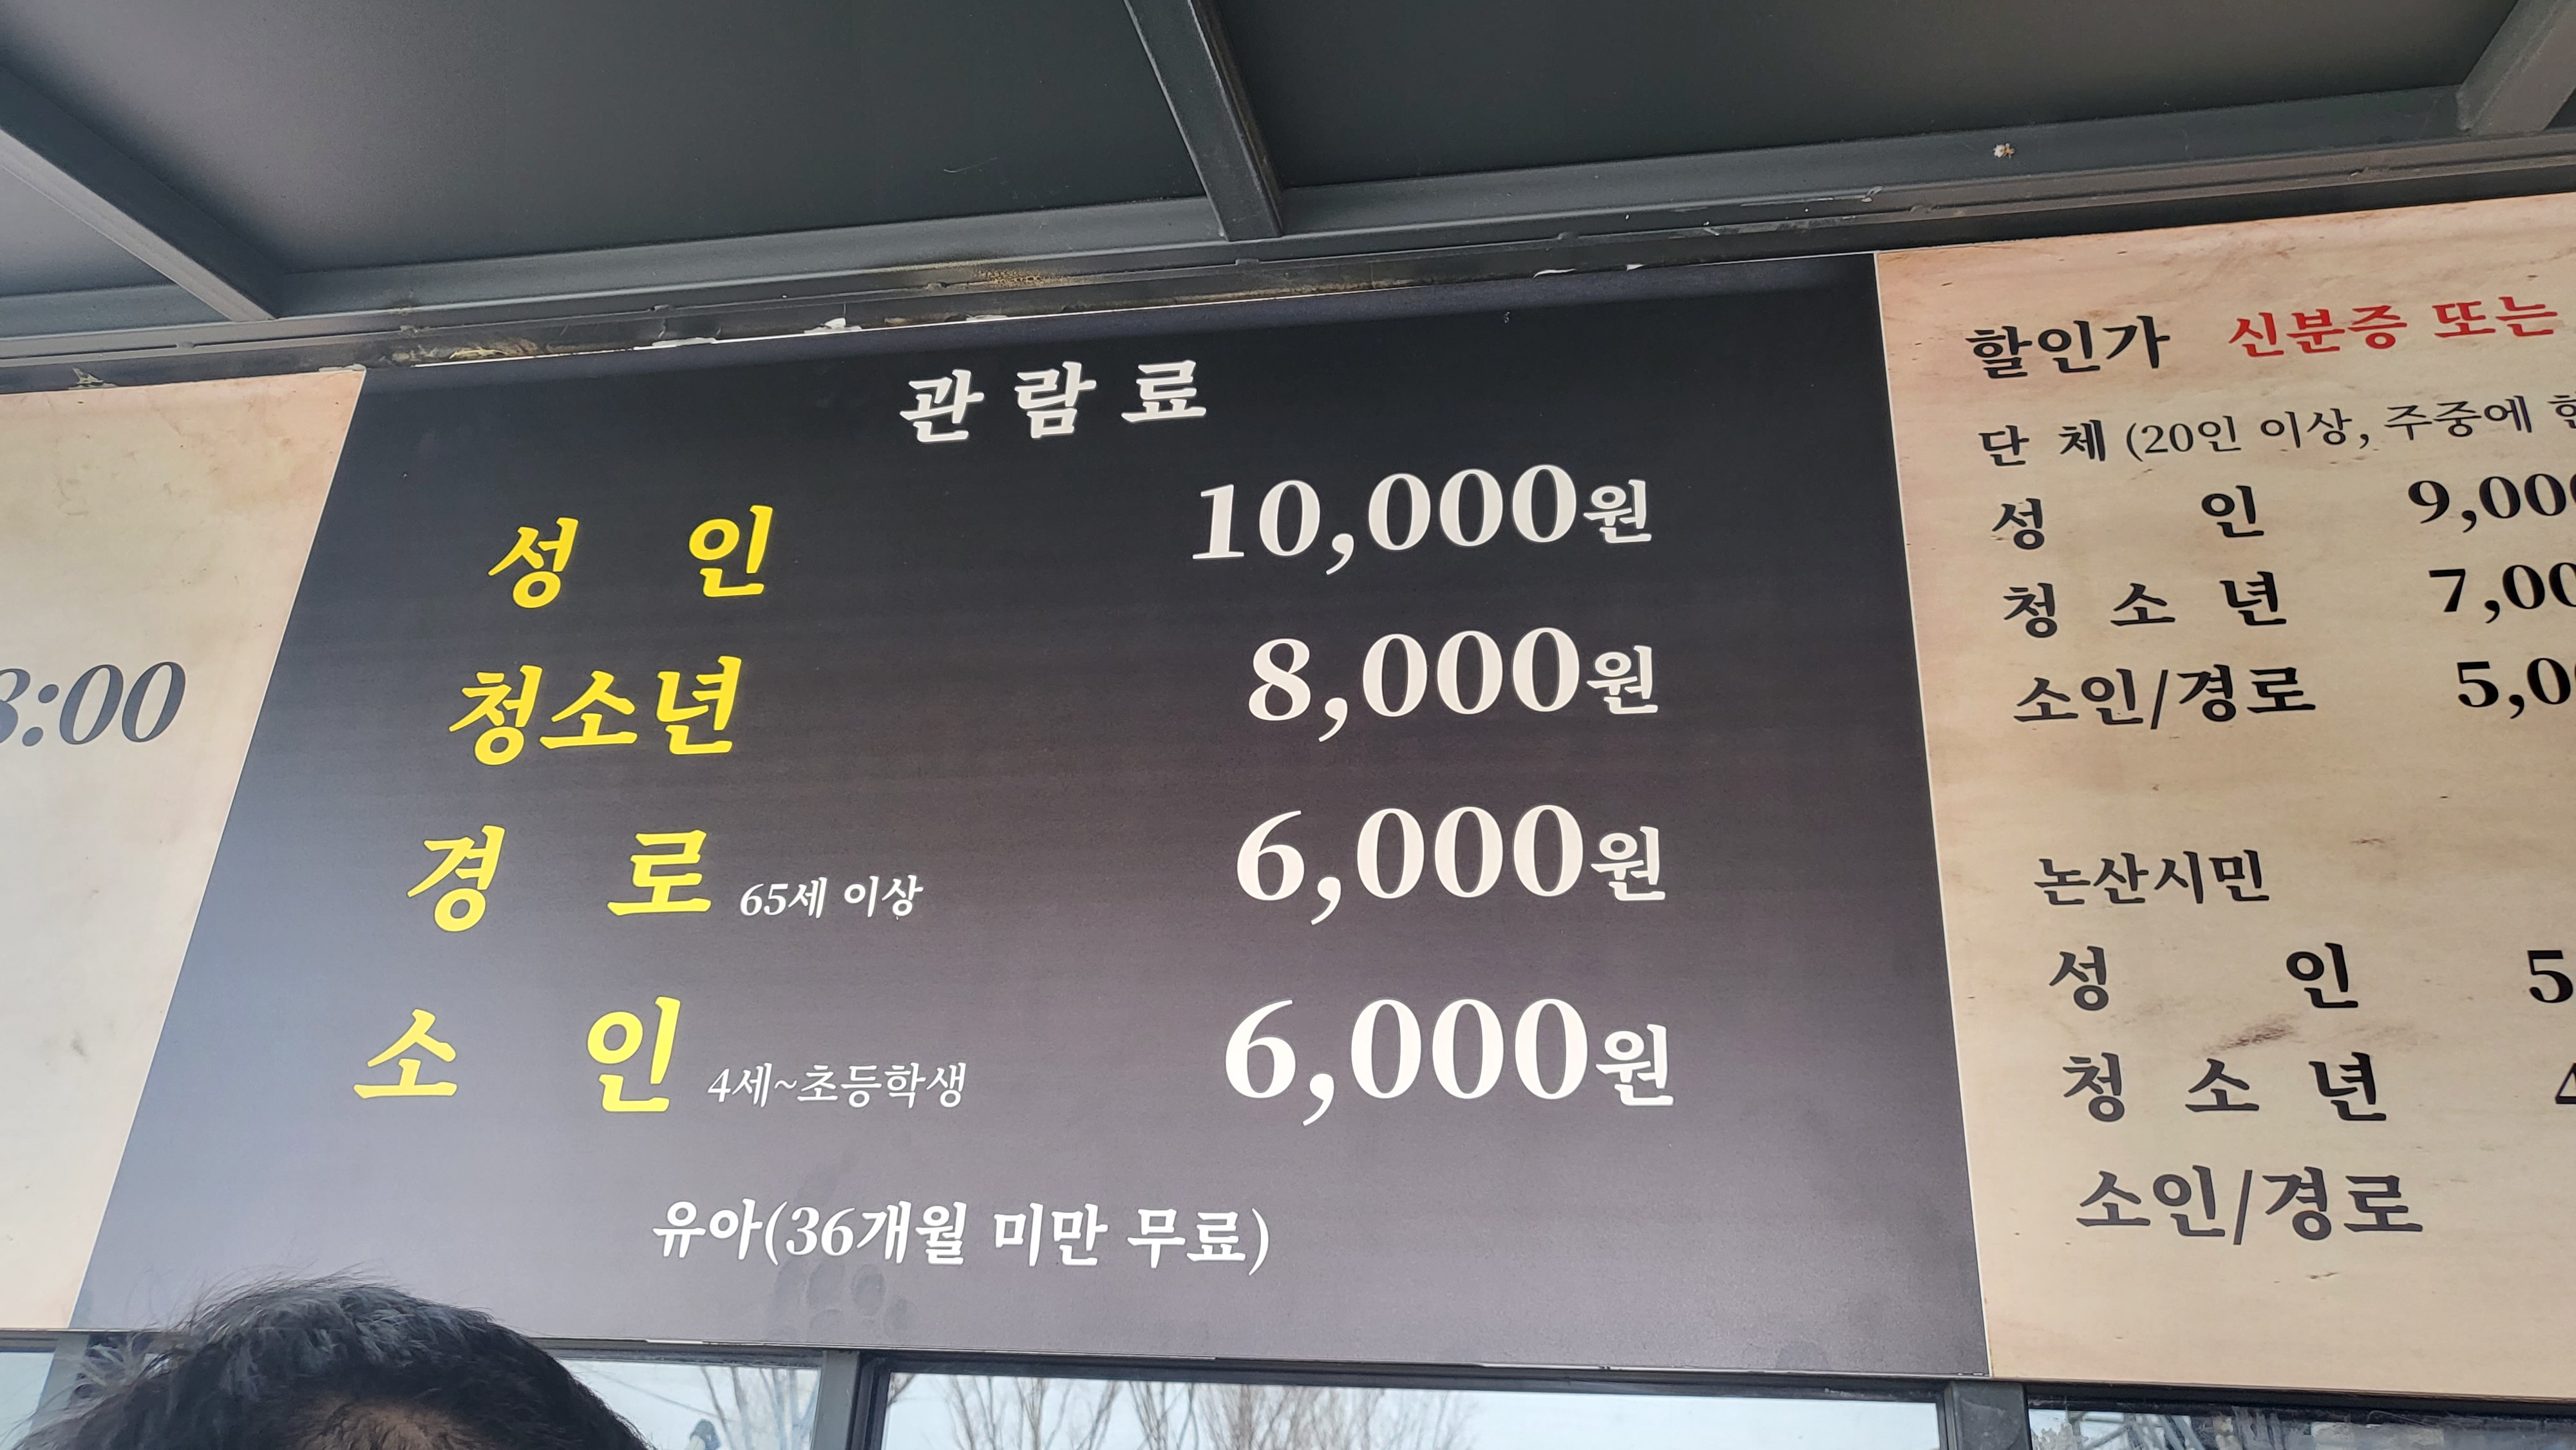 :00
관람료
성 인 10,000원
청소년 8,000원
경 로 65세 이상 6,000원
소 인 4세~초등학생 6,000원
유아(36개월 미만 무료)
할인가 신분증 또는
단 체 (20인 이상, 주중에
성 인 9,000
청 소 년 7,00
소인/경로 5,0
논산시민
성 인 5
청 소 년
소인/경로